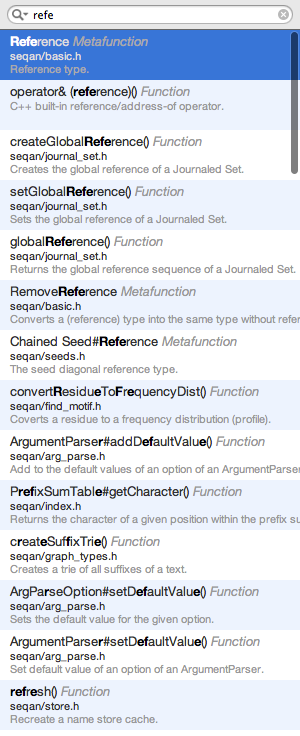 refe
Reference Metafunction
seqan/basic.h
Reference type.
operator& (reference)() Function
C++ built-in reference/address-of operator.
createGlobalReference() Function
seqan/journal_set.h
Creates the global reference of a Journaled Set.
setGlobalReference() Function
seqan/journal_set.h
Sets the global reference of a Journaled Set.
globalReference() Function
seqan/journal_set.h
Returns the global reference sequence of a Journaled Set.
RemoveReference Metafunction
seqan/basic.h
Converts a (reference) type into the same type without refer
Chained Seed#Reference Metafunction
seqan/seeds.h
The seed diagonal reference type.
convertResidueToFrequencyDist() Function
seqan/find_motif.h
Coverts a residue to a frequency distribution (profile).
ArgumentParser#addDefaultValue() Function
seqan/arg_parse.h
Add to the default values of an option of an ArgumentParser
PrefixSumTable#getCharacter() Function
seqan/index.h
Returns the character of a given position within the prefix su
createSuffixTrie() Function
seqan/graph_types.h
Creates a trie of all suffixes of a text.
ArgParseOption#setDefaultValue() Function
seqan/arg_parse.h
Sets the default value for the given option.
ArgumentParser#setDefaultValue() Function
seqan/arg_parse.h
Set default value of an option of an ArgumentParser.
refresh() Function
seqan/store.h
Recreate a name store cache.